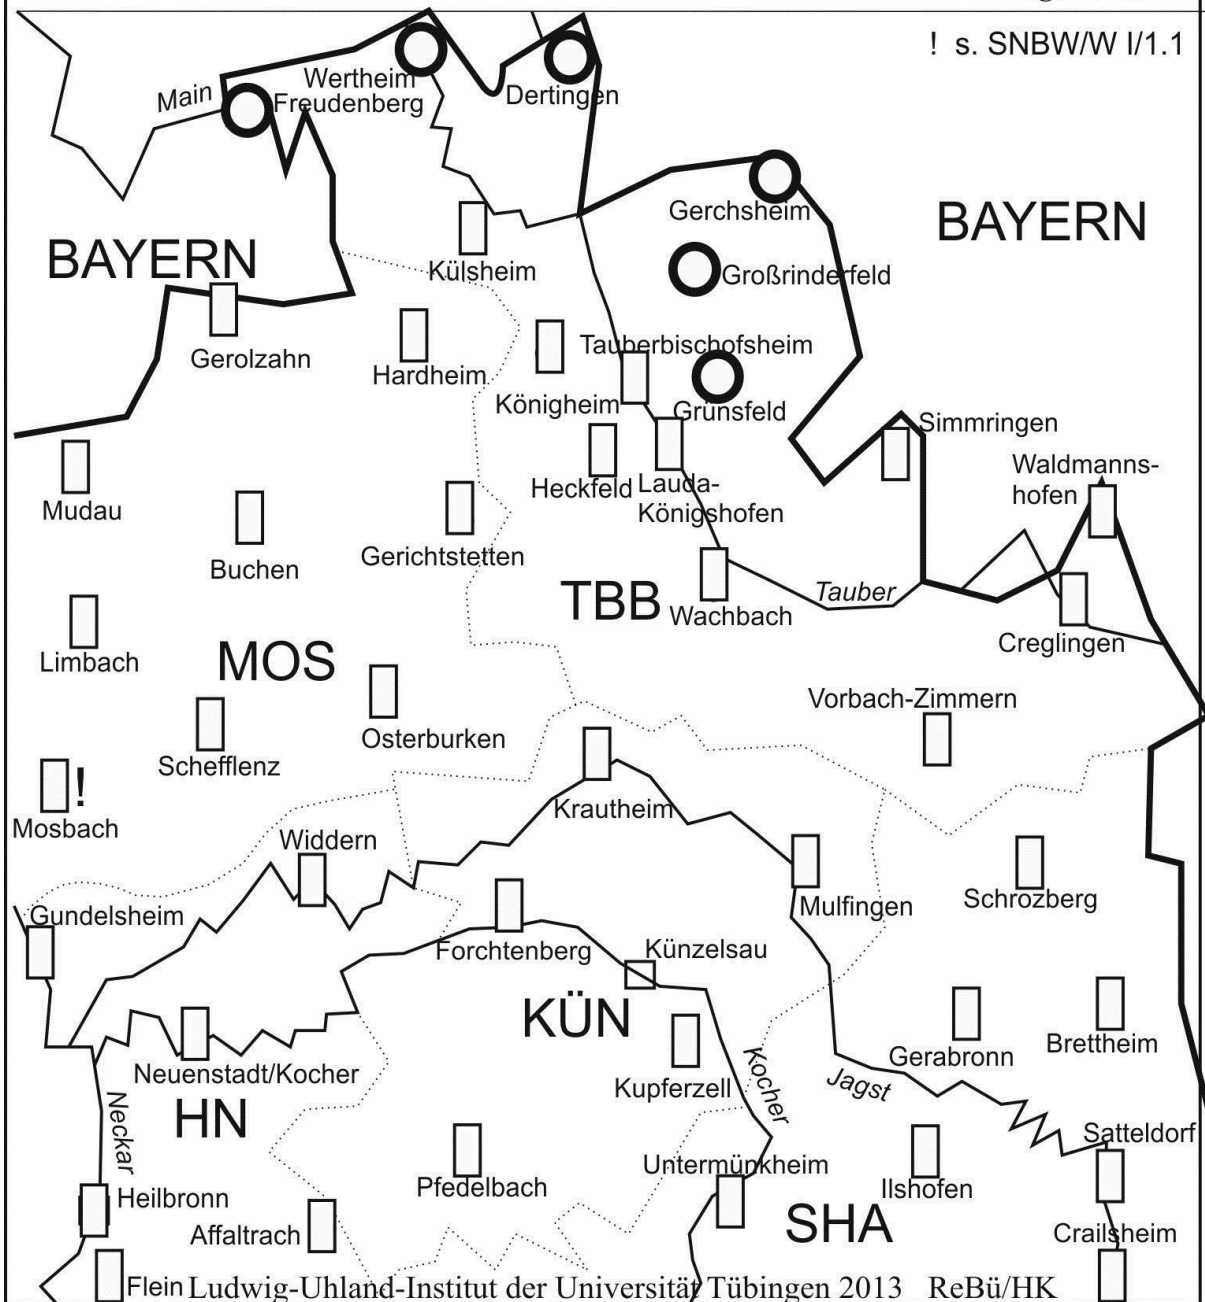 ! s. SNBW/W I/1.1
Main
Wertheim
Freudenberg
Dertingen
Gerchsheim
BAYERN
BAYERN
Külsheim
Großrinderfeld
Gerolzahn
Hardheim
Tauberbischofsheim
Königheim
Grünsfeld
Simmringen
Waldmanns-
hofen
Heckfeld
Lauda-
Königshofen
Mudau
Buchen
Gerichtstetten
TBB
Wachbach
Tauber
Creglingen
Limbach
MOS
Vorbach-Zimmern
Osterburken
Schefflenz
Mosbach
!
Krautheim
Widdern
Mulfingen
Schrozberg
Gundelsheim
Forchtenberg
Künzelsau
KÜN
Neuenstadt/Kocher
Kupferzell
Kocher
Jagst
Gerabronn
Brettheim
HN
Neckar
Satteldorf
Untermünkheim
Ilshofen
Pfedelbach
Heilbronn
Affaltrach
SHA
Crailsheim
Flein
Ludwig-Uhland-Institut der Universität Tübingen 2013 ReBü/HK